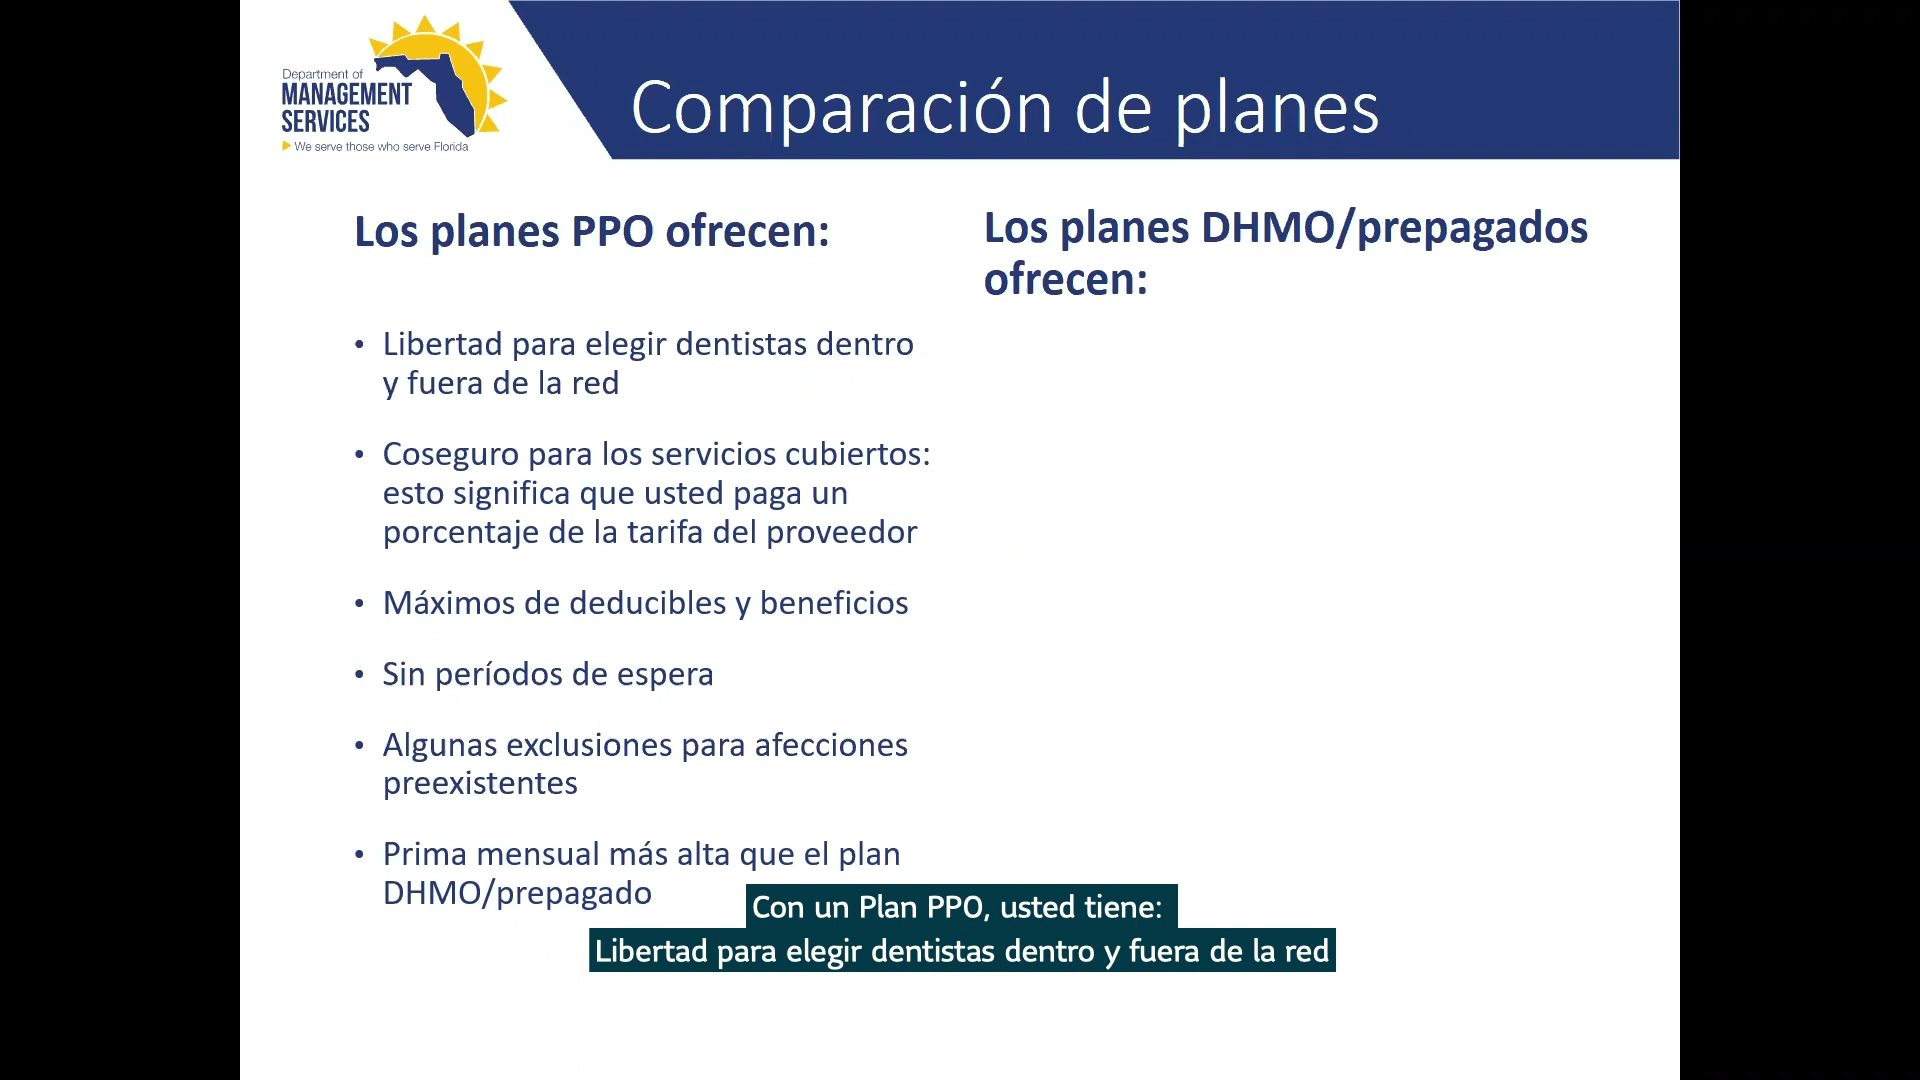 Department of
MANAGEMENT
SERVICES
We serve those who serve Florida
Comparación de planes
Los planes PPO ofrecen:
• Libertad para elegir dentistas dentro
y fuera de la red
• Coseguro para los servicios cubiertos:
esto significa que usted paga un
porcentaje de la tarifa del proveedor
• Máximos de deducibles y beneficios
• Sin períodos de espera
• Algunas exclusiones para afecciones
preexistentes
• Prima mensual más alta que el plan
DHMO/prepagado
Los planes DHMO/prepagados
ofrecen:
Con un Plan PPO, usted tiene:
Libertad para elegir dentistas dentro y fuera de la red